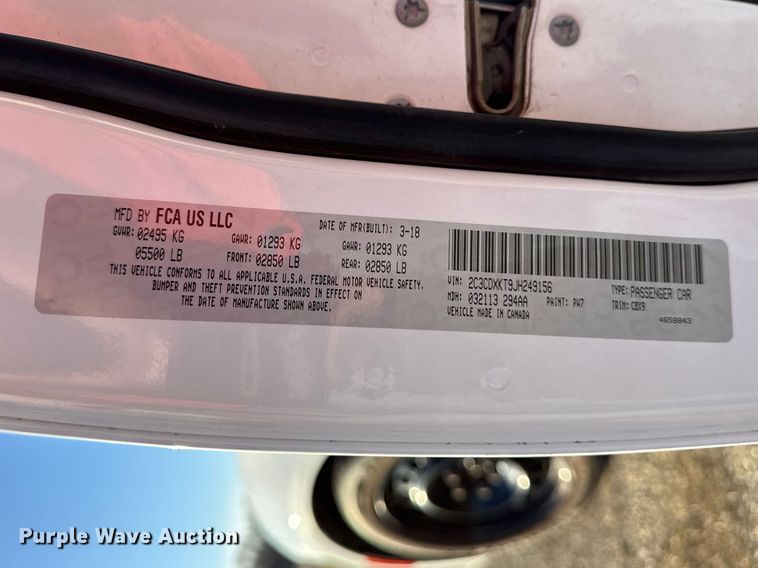 MFD BY FCA US LLC DATE OF MFR(BUILT): 3-18
GVWR: 02495 KG GAWR: 01293 KG GAWR: 01293 KG
05500 LB FRONT: 02850 LB REAR: 02850 LB
THIS VEHICLE CONFORMS TO ALL APPLICABLE U.S.A. FEDERAL MOTOR VEHICLE SAFETY,
BUMPER AND THEFT PREVENTION STANDARDS IN EFFECT ON
THE DATE OF MANUFACTURE SHOWN ABOVE.
VIN: 2C3CDXKT9JH249156 TYPE: PASSENGER CAR
MDH: 032113 294AA PAINT: PW7 TRIM: CBX9
VEHICLE MADE IN CANADA 4658843
Purple Wave Auction